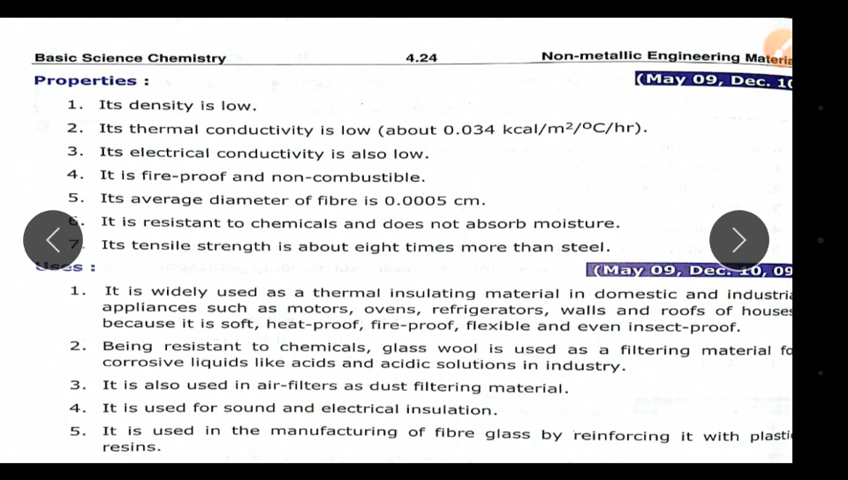 Basic Science Chemistry 4.24 Non-metallic Engineering
Properties : (May 09, Dec.
1. Its density is low.
2. Its thermal conductivity is low (about 0.034 kcal/m²/ºC/hr).
3. Its electrical conductivity is also low.
4. It is fire-proof and non-combustible.
5. Its average diameter of fibre is 0.0005 cm.
6. It is resistant to chemicals and does not absorb moisture.
7. Its tensile strength is about eight times more than steel.
Uses : (May 09, Dec. 10, 09
1. It is widely used as a thermal insulating material in domestic and
appliances such as motors, ovens, refrigerators, walls and roofs of houses
because it is soft, heat-proof, fire-proof, flexible and even insect-proof.
2. Being resistant to chemicals, glass wool is used as a filtering material
corrosive liquids like acids and acidic solutions in industry.
3. It is also used in air-filters as dust filtering material.
4. It is used for sound and electrical insulation.
5. It is used in the manufacturing of fibre glass by reinforcing it with
resins.